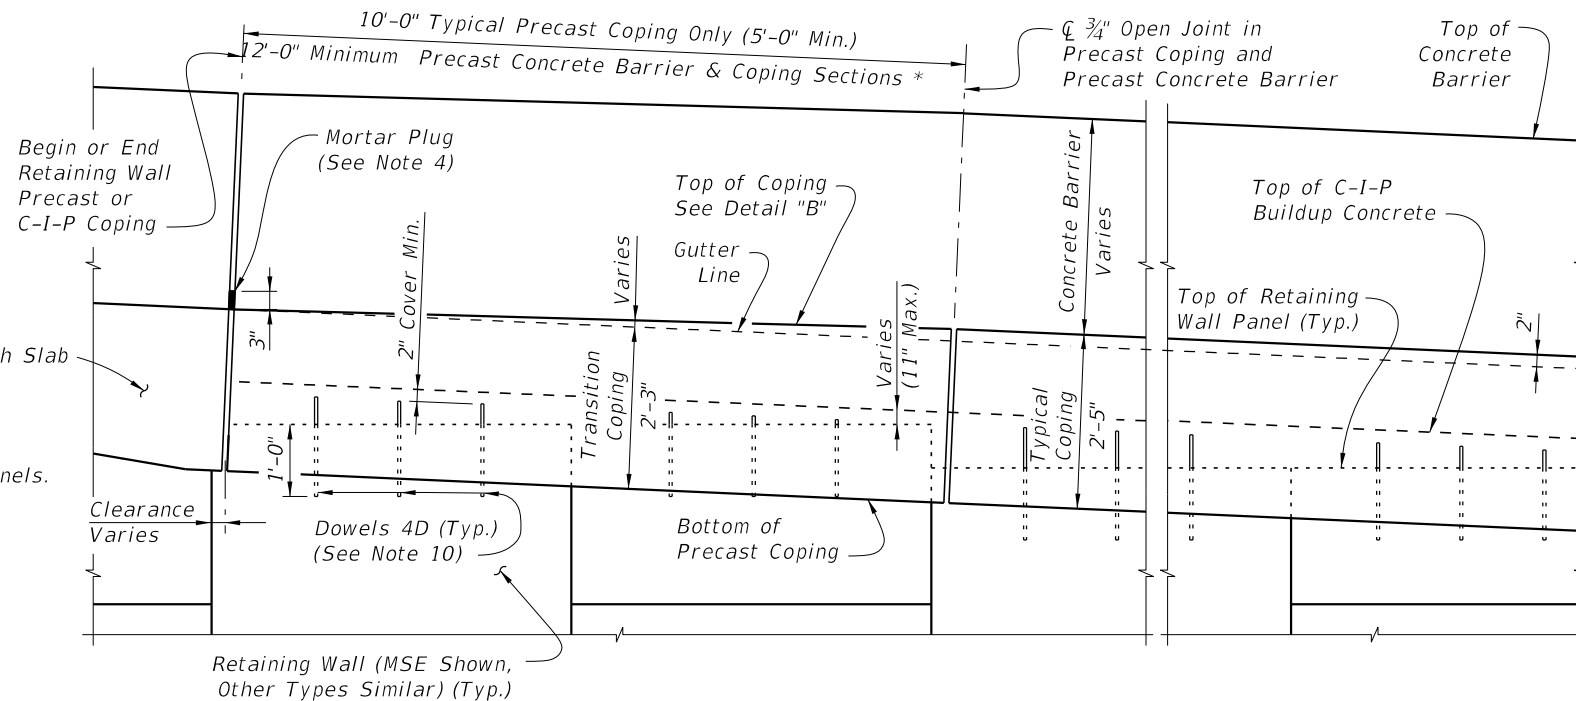 10'-0" Typical Precast Coping Only (5'-0" Min.)
12'-0" Minimum Precast Concrete Barrier & Coping Sections *
℄ ¾" Open Joint in
Precast Coping and
Precast Concrete Barrier
Top of
Concrete
Barrier
Begin or End
Retaining Wall
Precast or
C-I-P Coping
Mortar Plug
(See Note 4)
Top of Coping
See Detail "B"
Gutter
Line
Concrete Barrier
Varies
Top of C-I-P
Buildup Concrete
Top of Retaining
Wall Panel (Typ.)
2" Cover Min.
Varies
Varies
(11" Max.)
3"
2"
h Slab
Transition
Coping
2'-3"
Typical
Coping
2'-5"
1'-0"
nels.
Clearance
Varies
Dowels 4D (Typ.)
(See Note 10)
Bottom of
Precast Coping
Retaining Wall (MSE Shown,
Other Types Similar) (Typ.)